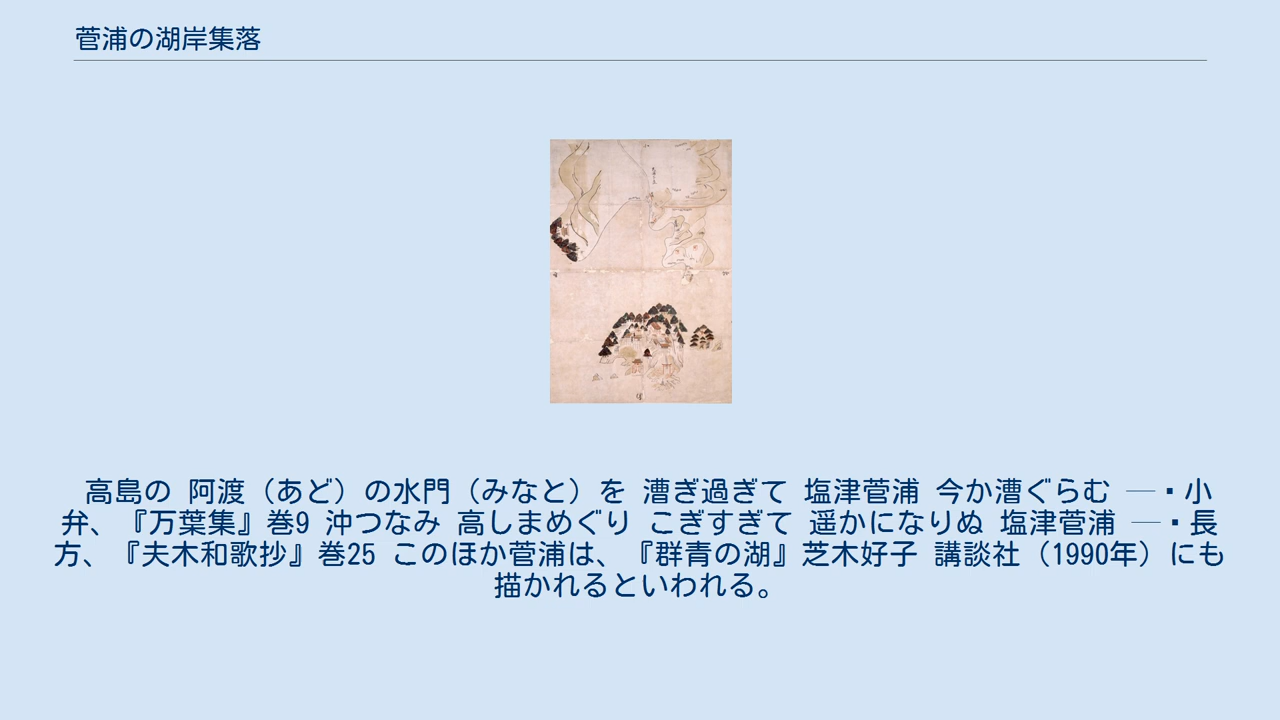 菅浦の湖岸集落
高島の 阿渡（あど）の水門（みなと）を 漕ぎ過ぎて 塩津菅浦 今か漕ぐらむ ─・小
弁、『万葉集』巻9 沖つなみ 高しまめぐり こぎすぎて 遥かになりぬ 塩津菅浦 ─・長
方、『夫木和歌抄』巻25 このほか菅浦は、『群青の湖』芝木好子 講談社（1990年）にも
描かれるといわれる。